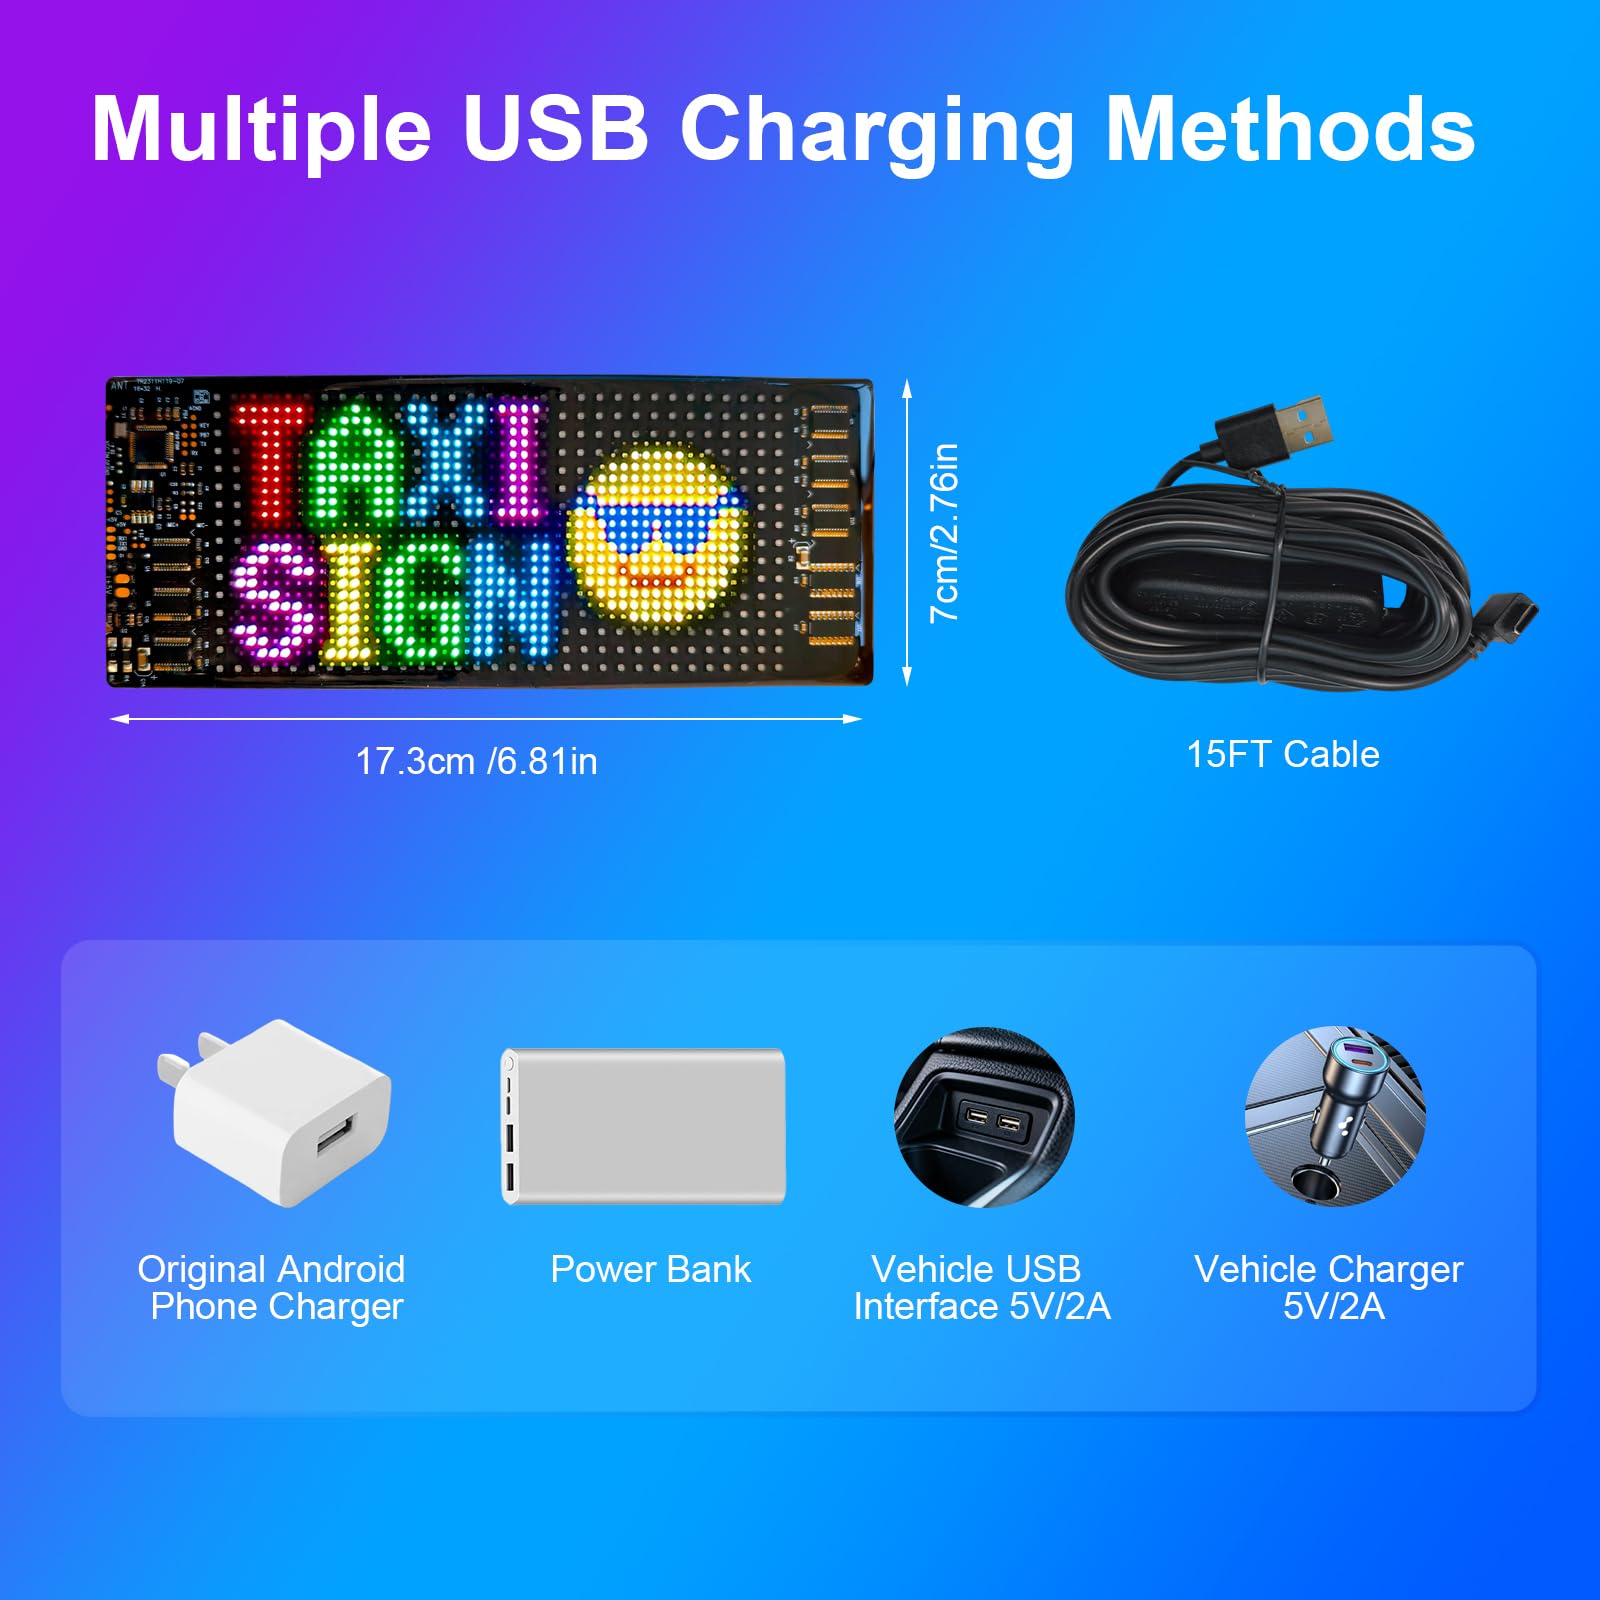 Multiple USB Charging Methods
ANT
TAXI
SIGN
7cm/2.76in
17.3cm /6.81in
15FT Cable
Original Android
Phone Charger
Power Bank
Vehicle USB
Interface 5V/2A
Vehicle Charger
5V/2A